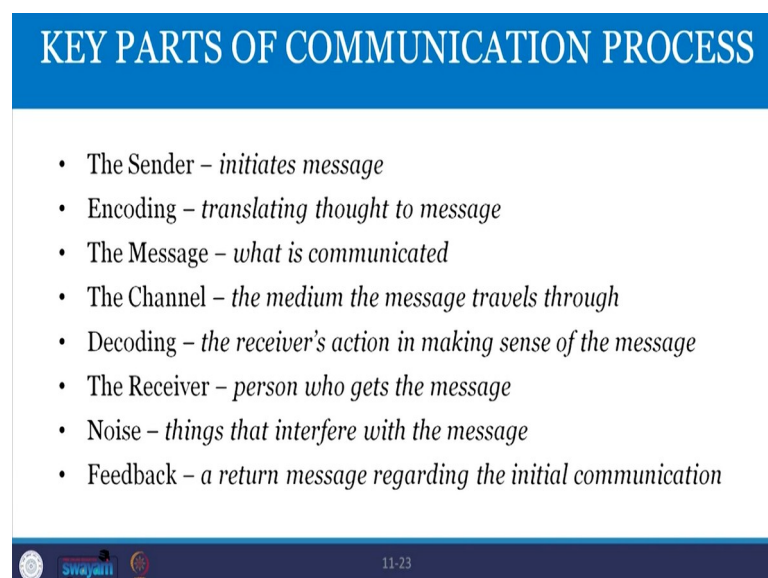 KEY PARTS OF COMMUNICATION PROCESS
• The Sender – initiates message
• Encoding – translating thought to message
• The Message – what is communicated
• The Channel – the medium the message travels through
• Decoding – the receiver's action in making sense of the message
• The Receiver – person who gets the message
• Noise – things that interfere with the message
• Feedback – a return message regarding the initial communication
swayam 11-23